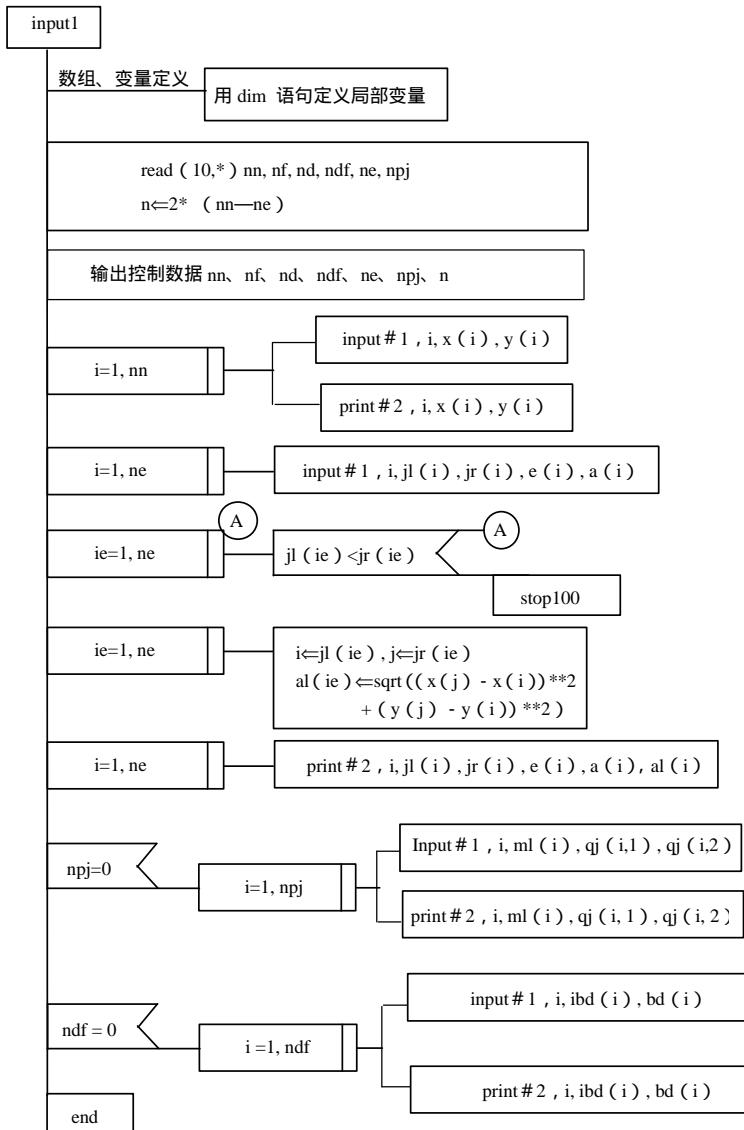 input1
数组、变量定义
用 dim 语句定义局部变量
read（10,*）nn, nf, nd, ndf, ne, npj
n⇐2*（nn—ne）
输出控制数据 nn、nf、nd、ndf、ne、npj、n
i=1, nn
input＃1，i, x（i）, y（i）
print＃2，i, x（i）, y（i）
i=1, ne
input＃1，i, jl（i）, jr（i）, e（i）, a（i）
ie=1, ne
A
jl（ie）<jr（ie）
A
stop100
ie=1, ne
i⇐jl（ie）, j⇐jr（ie）
al（ie）⇐sqrt（（x（j）- x（i））**2
+（y（j）- y（i））**2）
i=1, ne
print＃2，i, jl（i）, jr（i）, e（i）, a（i）, al（i）
npj=0
i=1, npj
Input＃1，i, ml（i）, qj（i,1）, qj（i,2）
print＃2，i, ml（i）, qj（i, 1）, qj（i, 2）
ndf = 0
i =1, ndf
input＃1，i, ibd（i）, bd（i）
print＃2，i, ibd（i）, bd（i）
end